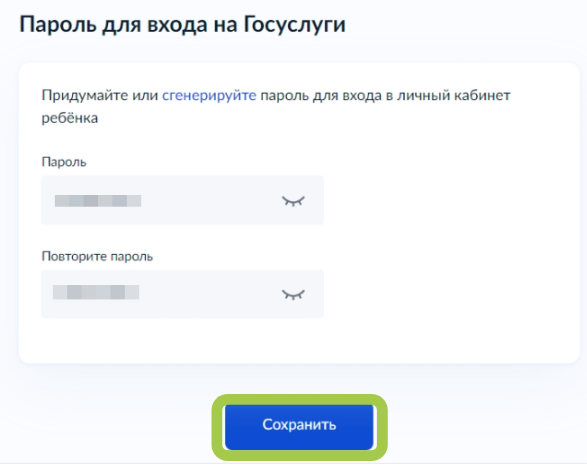 Пароль для входа на Госуслуги
Придумайте или сгенерируйте пароль для входа в личный кабинет
ребёнка
Пароль
Повторите пароль
Сохранить